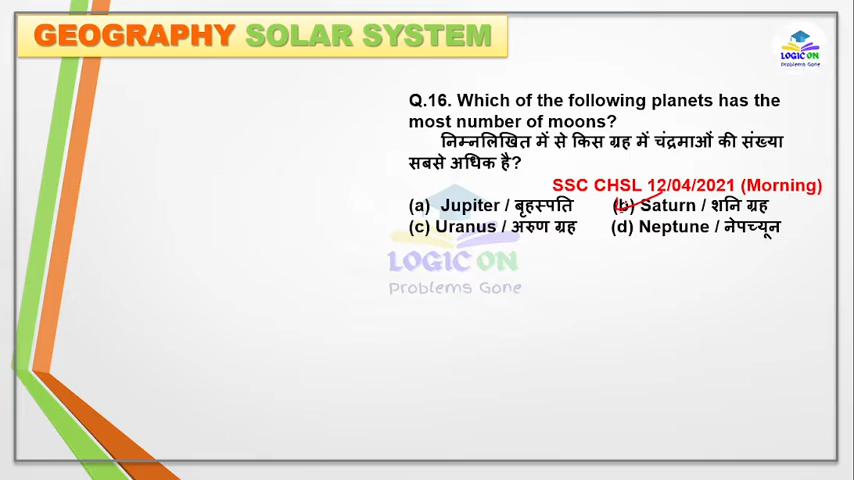 GEOGRAPHY SOLAR SYSTEM
LOGIC ON
Problems Gone
Q.16. Which of the following planets has the
most number of moons?
निम्नलिखित में से किस ग्रह में चंद्रमाओं की संख्या
सबसे अधिक है?
SSC CHSL 12/04/2021 (Morning)
(a) Jupiter / बृहस्पति (b) Saturn / शनि ग्रह
(c) Uranus / अरुण ग्रह (d) Neptune / नेपच्यून
LOGIC ON
Problems Gone